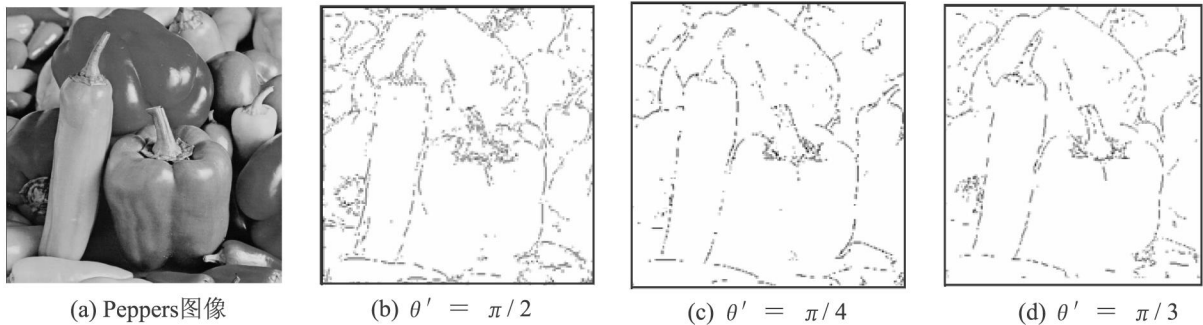 (a) Peppers图像
(b) θ′ = π/2
(c) θ′ = π/4
(d) θ′ = π/3